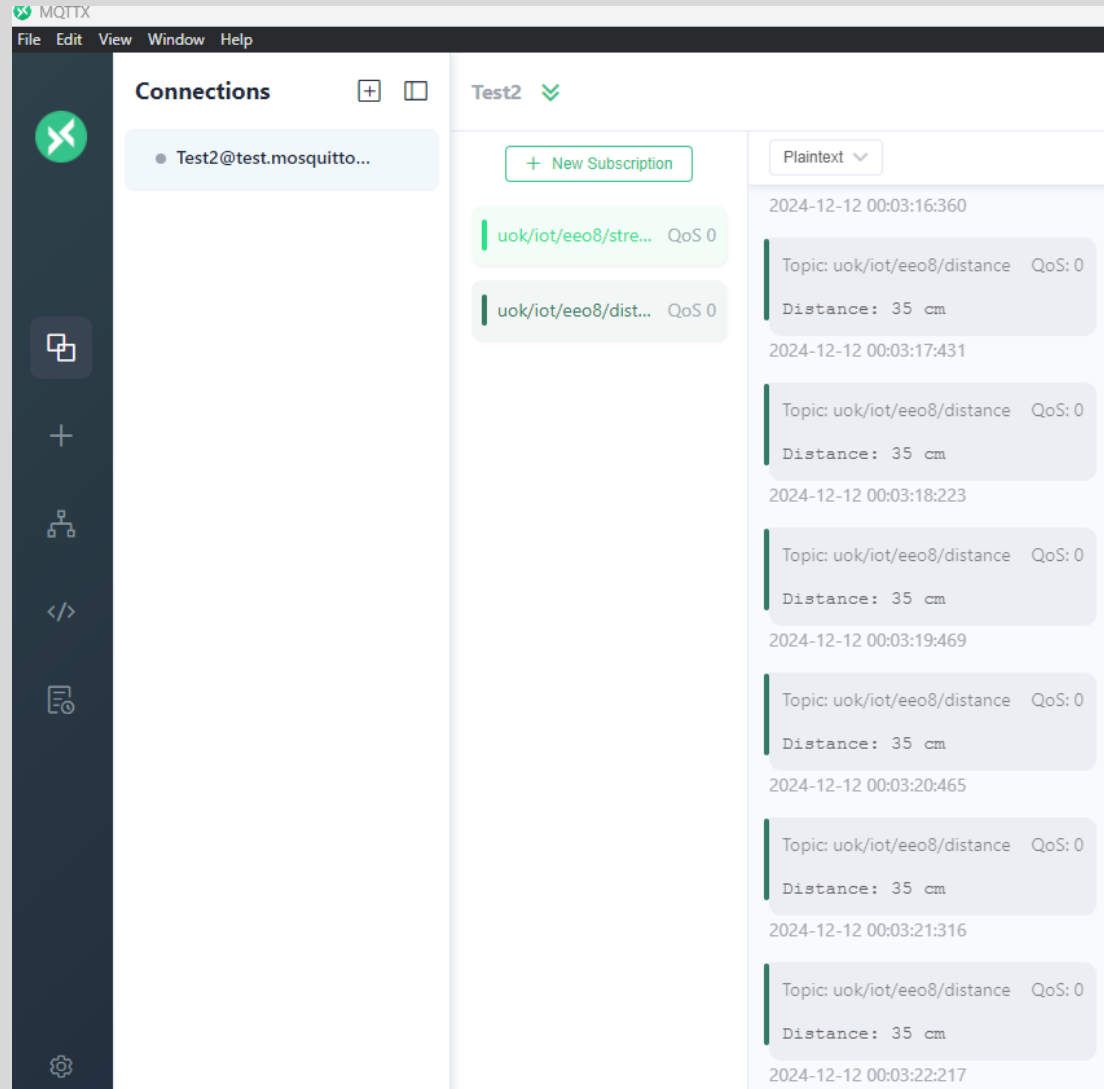 MQTTX
File Edit View Window Help
Connections
Test2@test.mosquitto...
Test2
+ New Subscription
uok/iot/eeo8/stre... QoS 0
uok/iot/eeo8/dist... QoS 0
Plaintext
2024-12-12 00:03:16:360
Topic: uok/iot/eeo8/distance QoS: 0
Distance: 35 cm
2024-12-12 00:03:17:431
Topic: uok/iot/eeo8/distance QoS: 0
Distance: 35 cm
2024-12-12 00:03:18:223
Topic: uok/iot/eeo8/distance QoS: 0
Distance: 35 cm
2024-12-12 00:03:19:469
Topic: uok/iot/eeo8/distance QoS: 0
Distance: 35 cm
2024-12-12 00:03:20:465
Topic: uok/iot/eeo8/distance QoS: 0
Distance: 35 cm
2024-12-12 00:03:21:316
Topic: uok/iot/eeo8/distance QoS: 0
Distance: 35 cm
2024-12-12 00:03:22:217